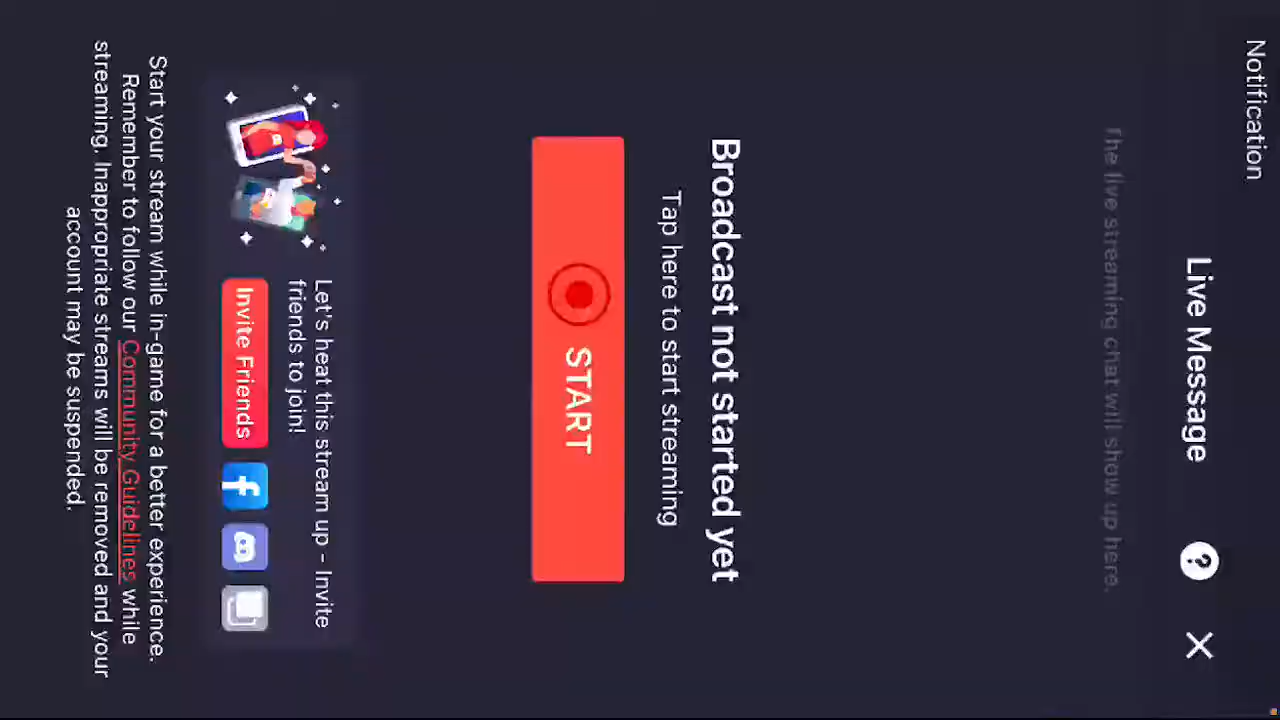 Notification
Live Message
The live streaming chat will show up here.
Broadcast not started yet
Tap here to start streaming
START
Let's heat this stream up - Invite
friends to join!
Invite Friends
Start your stream while in-game for a better experience.
Remember to follow our Community Guidelines while
streaming. Inappropriate streams will be removed and your
account may be suspended.